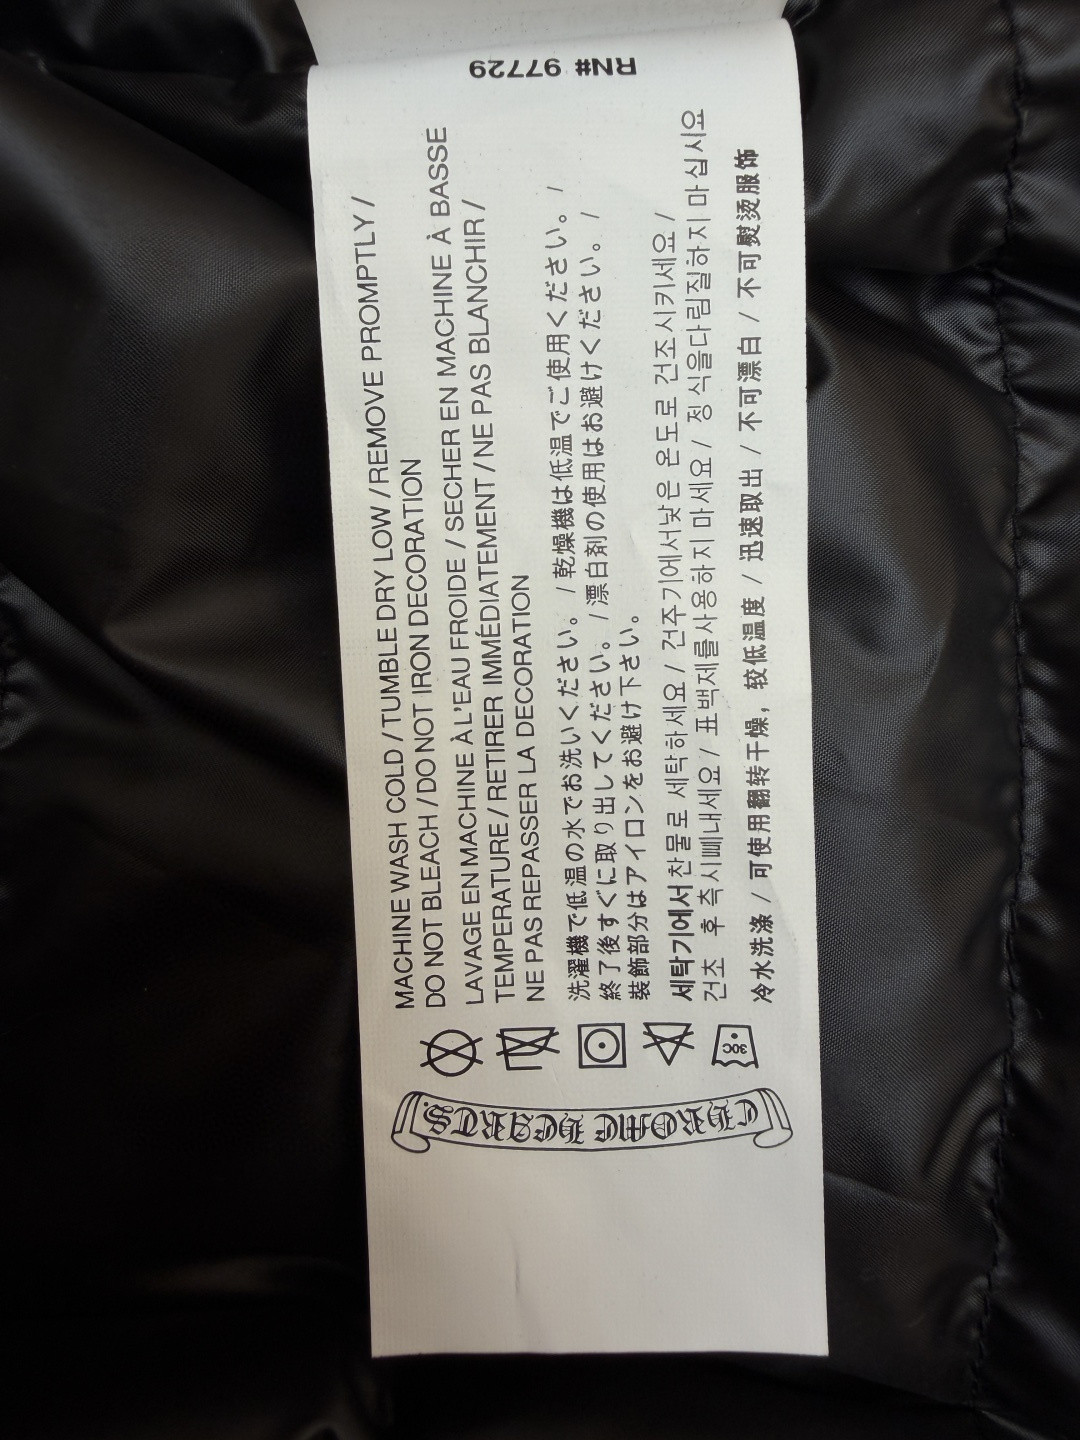 CHROME HEARTS.
30C
MACHINE WASH COLD / TUMBLE DRY LOW / REMOVE PROMPTLY /
DO NOT BLEACH / DO NOT IRON DECORATION
LAVAGE EN MACHINE À L'EAU FROIDE / SECHER EN MACHINE À BASSE
TEMPERATURE / RETIRER IMMÉDIATEMENT / NE PAS BLANCHIR /
NE PAS REPASSER LA DECORATION
洗濯機で低温の水でお洗いください。 / 乾燥機は低温でご使用ください。 /
終了後すぐに取り出してください。 / 漂白剤の使用はお避けください。 /
装飾部分はアイロンをお避け下さい。
세탁기에서 찬물로 세탁하세요 / 건주기에서낮은 온도로 건조시키세요 /
건조 후 즉시빼내세요 / 표백제를사용하지 마세요 / 정식을다림질하지 마십시요
冷水洗涤 / 可使用翻转干燥，较低温度 / 迅速取出 / 不可漂白 / 不可熨烫服饰
RN# 97729